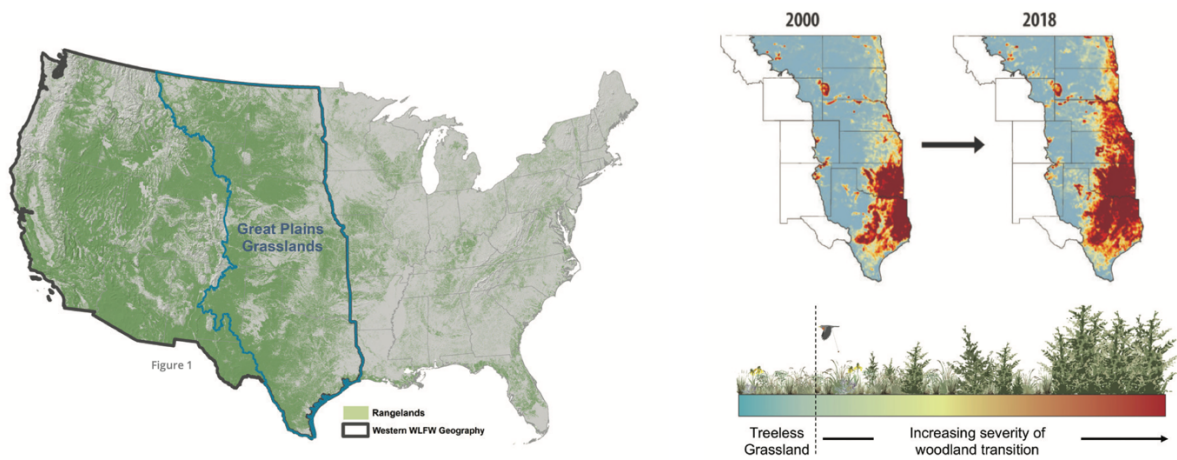 Great Plains
Grasslands
Figure 1
Rangelands
Western WLFW Geography
2000
2018
Treeless
Grassland
Increasing severity of
woodland transition